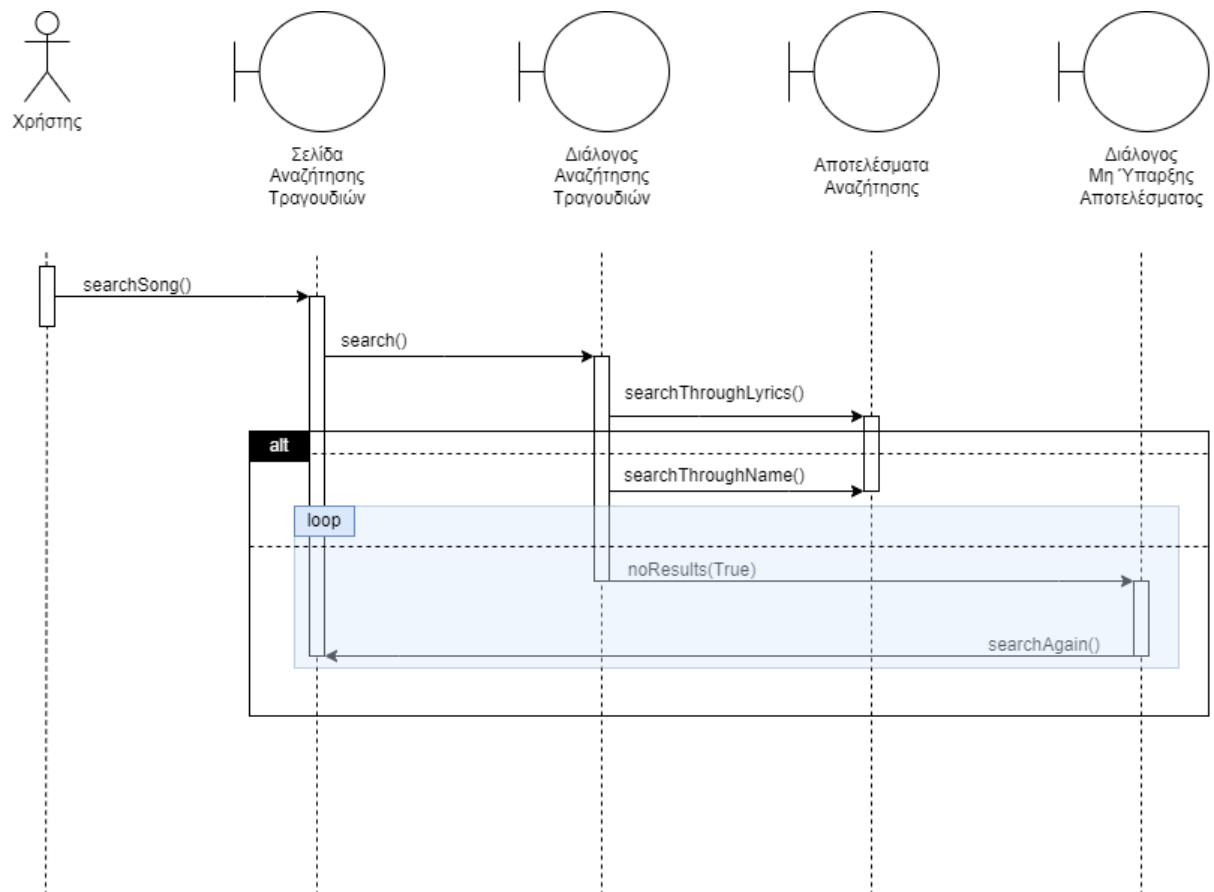 Χρήστης
Σελίδα
Αναζήτησης
Τραγουδιών
Διάλογος
Αναζήτησης
Τραγουδιών
Αποτελέσματα
Αναζήτησης
Διάλογος
Μη Ύπαρξης
Αποτελέσματος
searchSong()
search()
searchThroughLyrics()
alt
searchThroughName()
loop
noResults(True)
searchAgain()